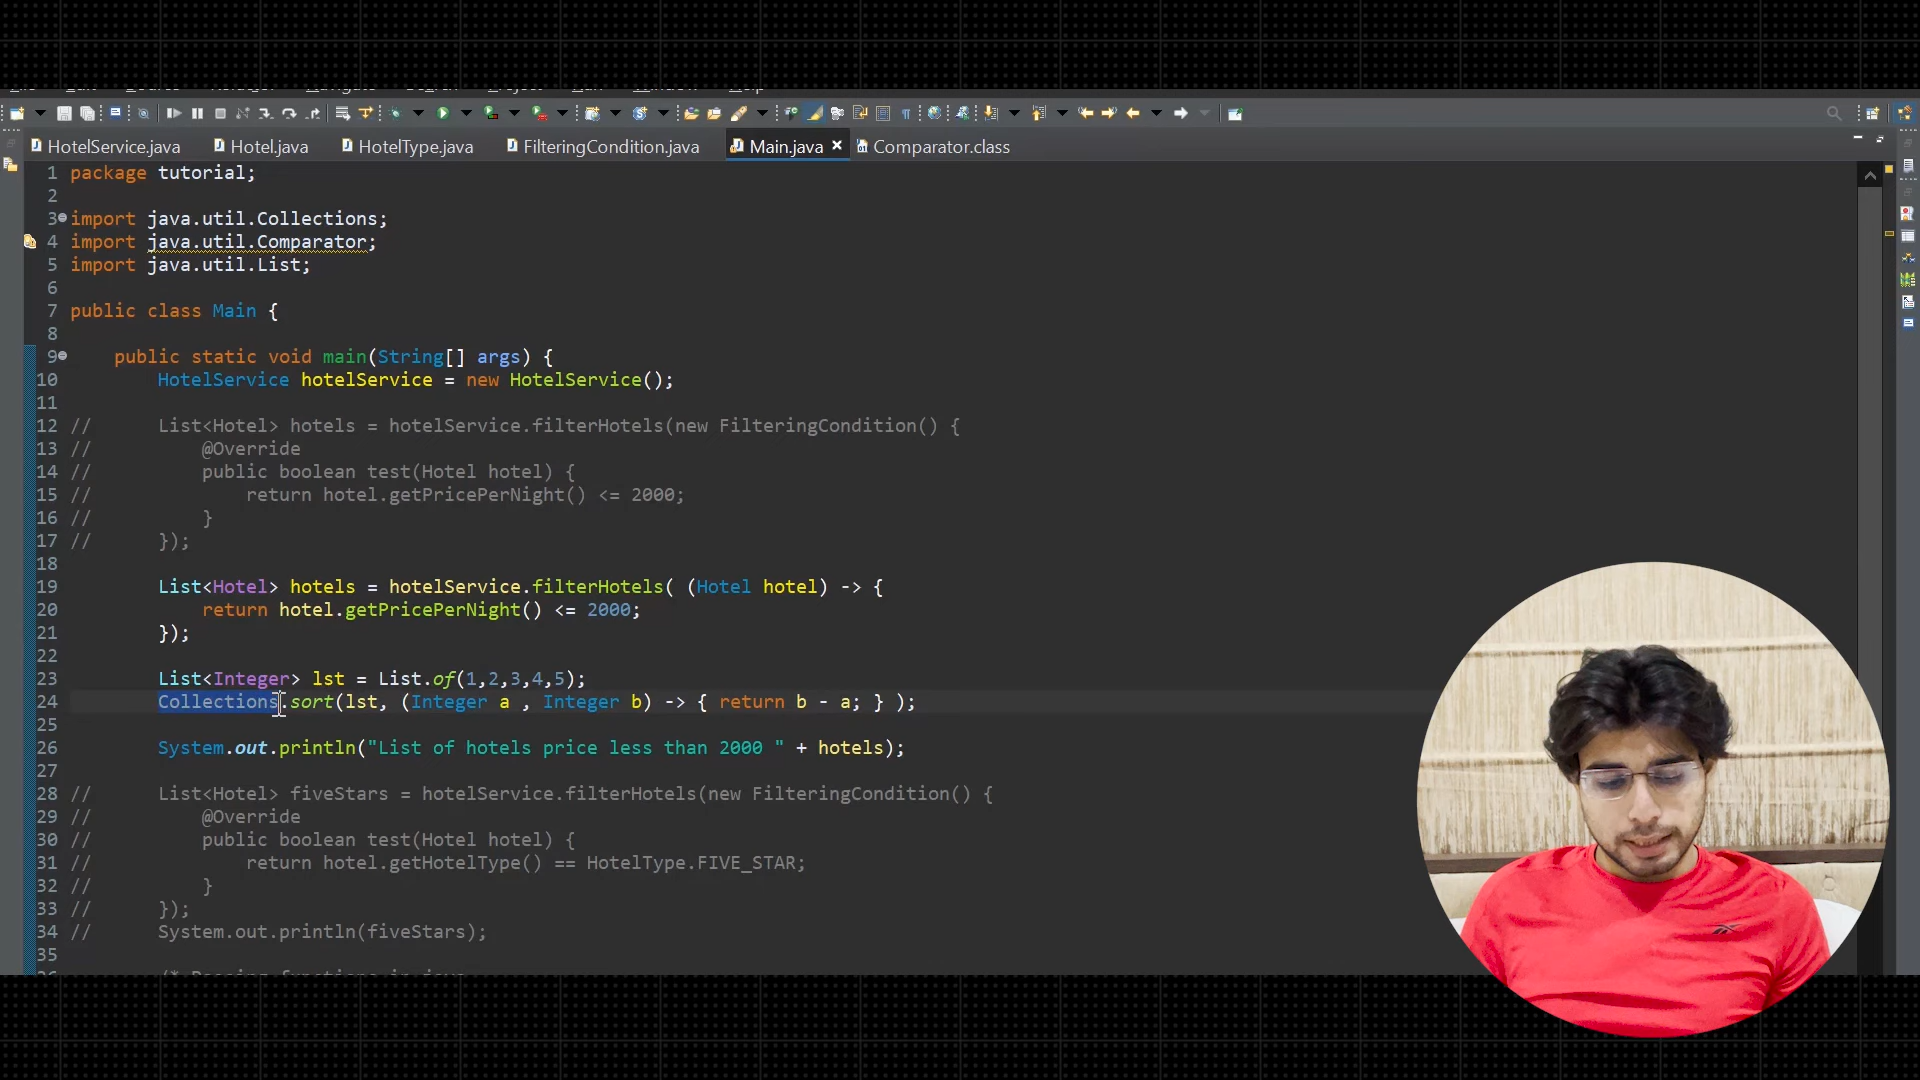 HotelService.java Hotel.java HotelType.java FilteringCondition.java Main.java Comparator.class
1 package tutorial;
2
3 import java.util.Collections;
4 import java.util.Comparator;
5 import java.util.List;
6
7 public class Main {
8
9 public static void main(String[] args) {
10 HotelService hotelService = new HotelService();
11
12 // List<Hotel> hotels = hotelService.filterHotels(new FilteringCondition() {
13 // @Override
14 // public boolean test(Hotel hotel) {
15 // return hotel.getPricePerNight() <= 2000;
16 // }
17 // });
18
19 List<Hotel> hotels = hotelService.filterHotels( (Hotel hotel) -> {
20 return hotel.getPricePerNight() <= 2000;
21 });
22
23 List<Integer> lst = List.of(1,2,3,4,5);
24 Collections.sort(lst, (Integer a , Integer b) -> { return b - a; } );
25
26 System.out.println("List of hotels price less than 2000 " + hotels);
27
28 // List<Hotel> fiveStars = hotelService.filterHotels(new FilteringCondition() {
29 // @Override
30 // public boolean test(Hotel hotel) {
31 // return hotel.getHotelType() == HotelType.FIVE_STAR;
32 // }
33 // });
34 // System.out.println(fiveStars);
35